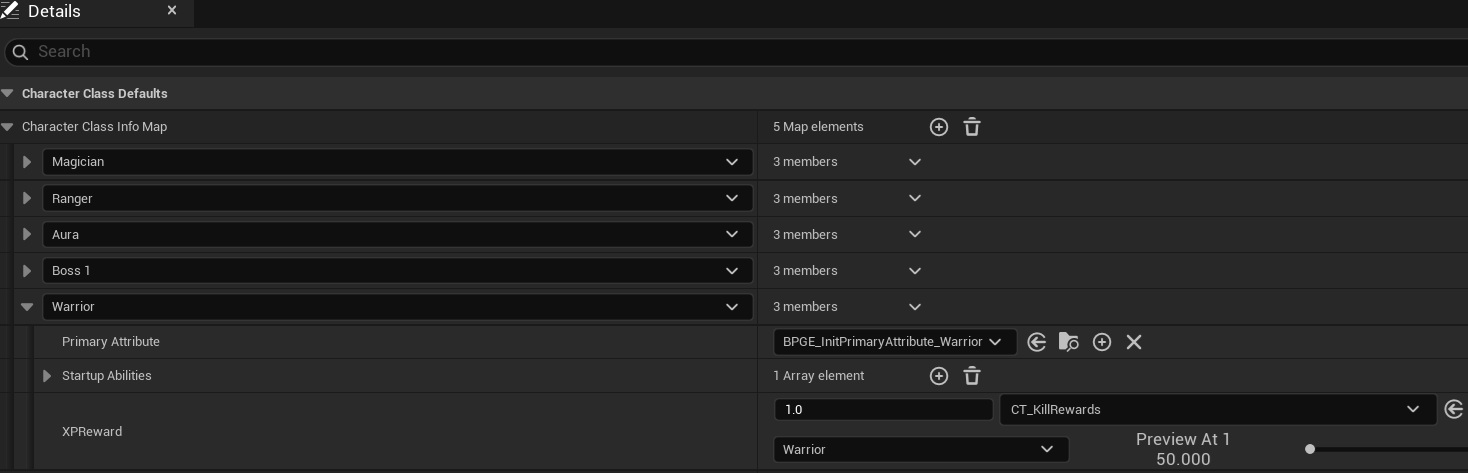 Details
Search
Character Class Defaults
Character Class Info Map 5 Map elements
Magician 3 members
Ranger 3 members
Aura 3 members
Boss 1 3 members
Warrior 3 members
Primary Attribute BPGE_InitPrimaryAttribute_Warrior
Startup Abilities 1 Array element
XPReward 1.0 CT_KillRewards
Warrior Preview At 1
50.000